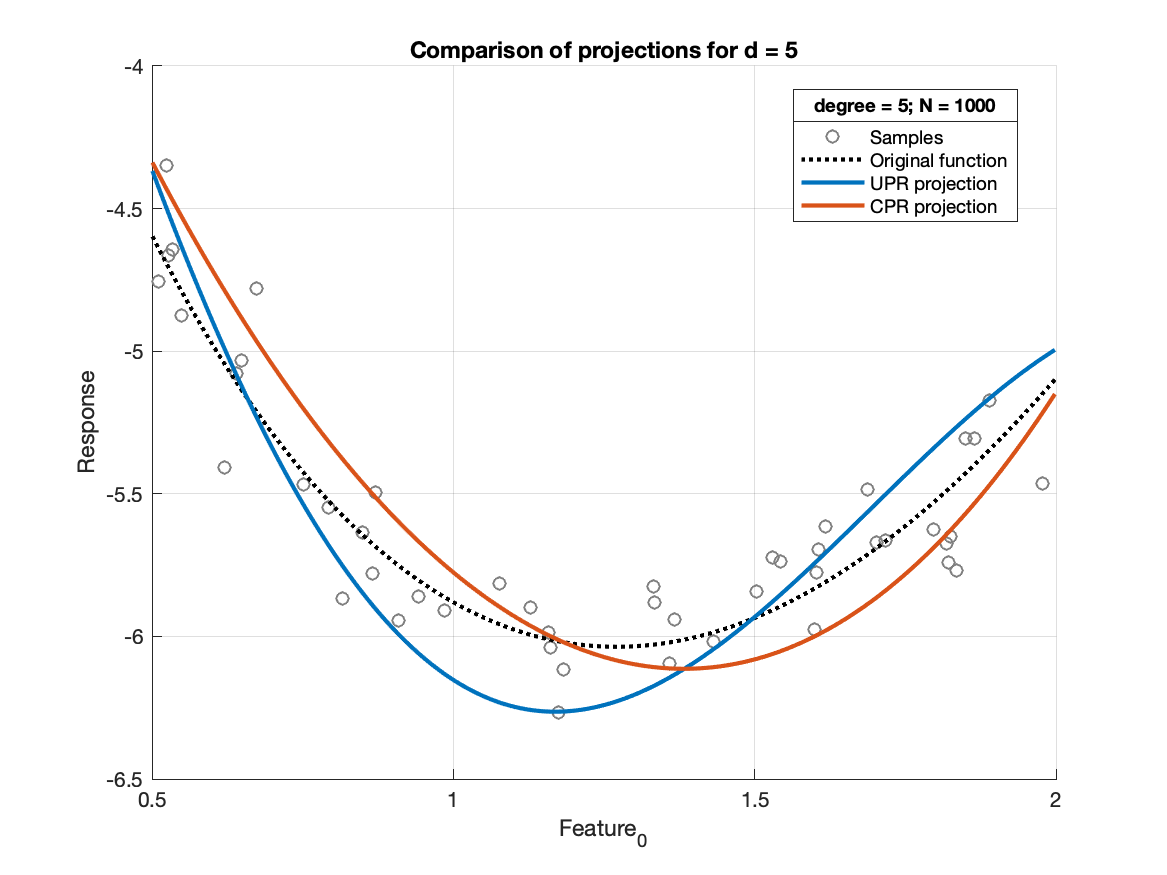 Comparison of projections for d = 5
degree = 5; N = 1000
Samples
Original function
UPR projection
CPR projection
Response
-4
-4.5
-5
-5.5
-6
-6.5
0.5
1
1.5
2
Feature0